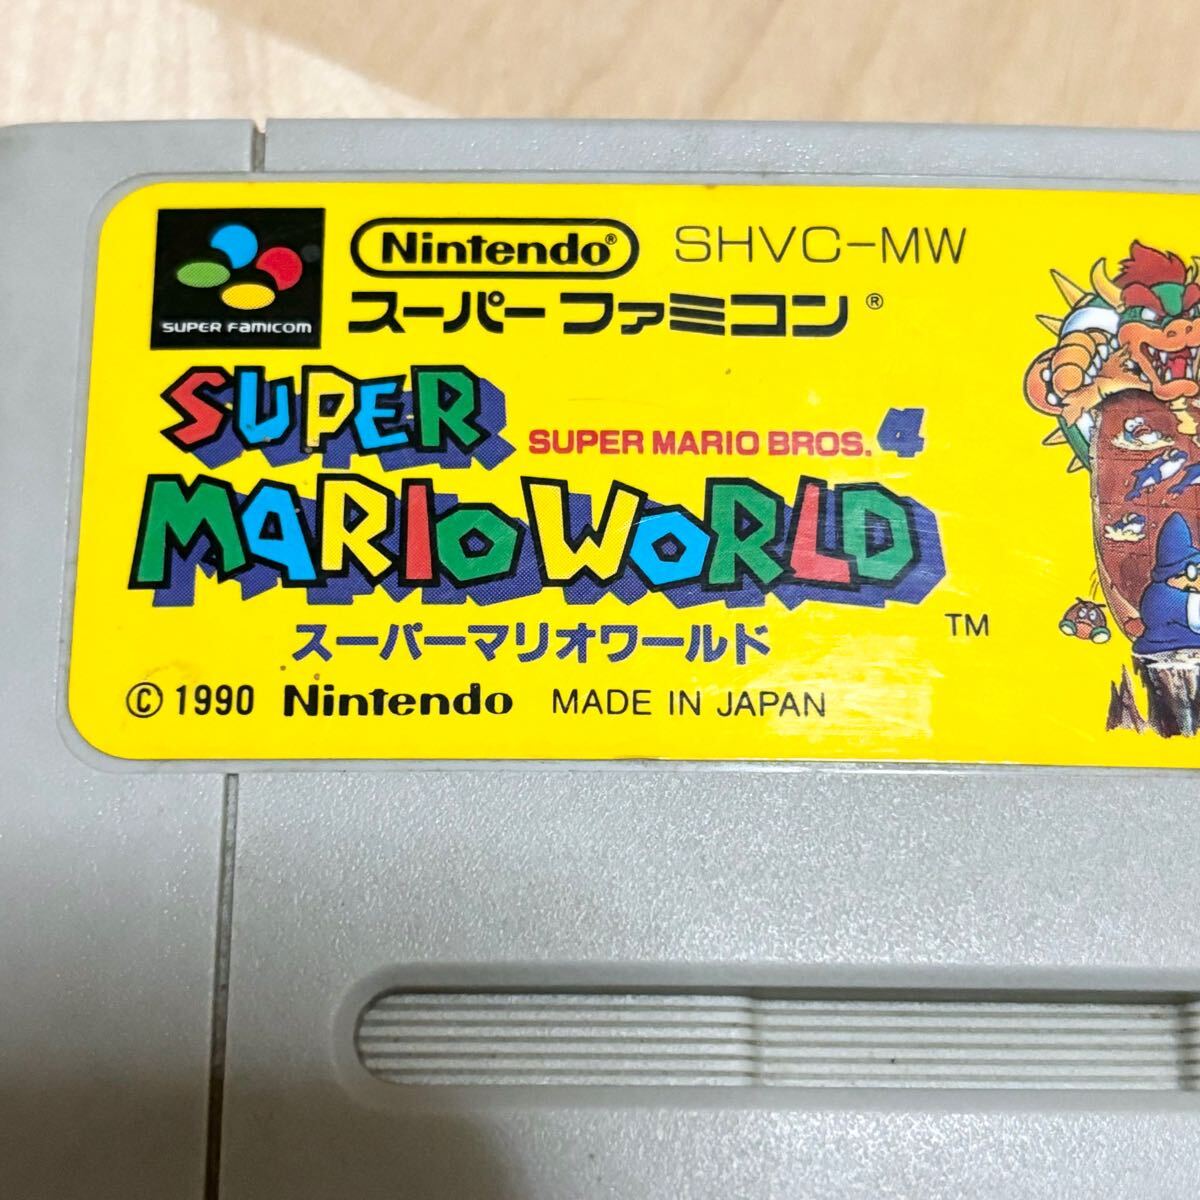 SUPER FAMICOM
Nintendo® SHVC-MW
スーパーファミコン®
SUPER
SUPER MARIO BROS. 4
MARIO WORLD
TM
スーパーマリオワールド
© 1990 Nintendo MADE IN JAPAN